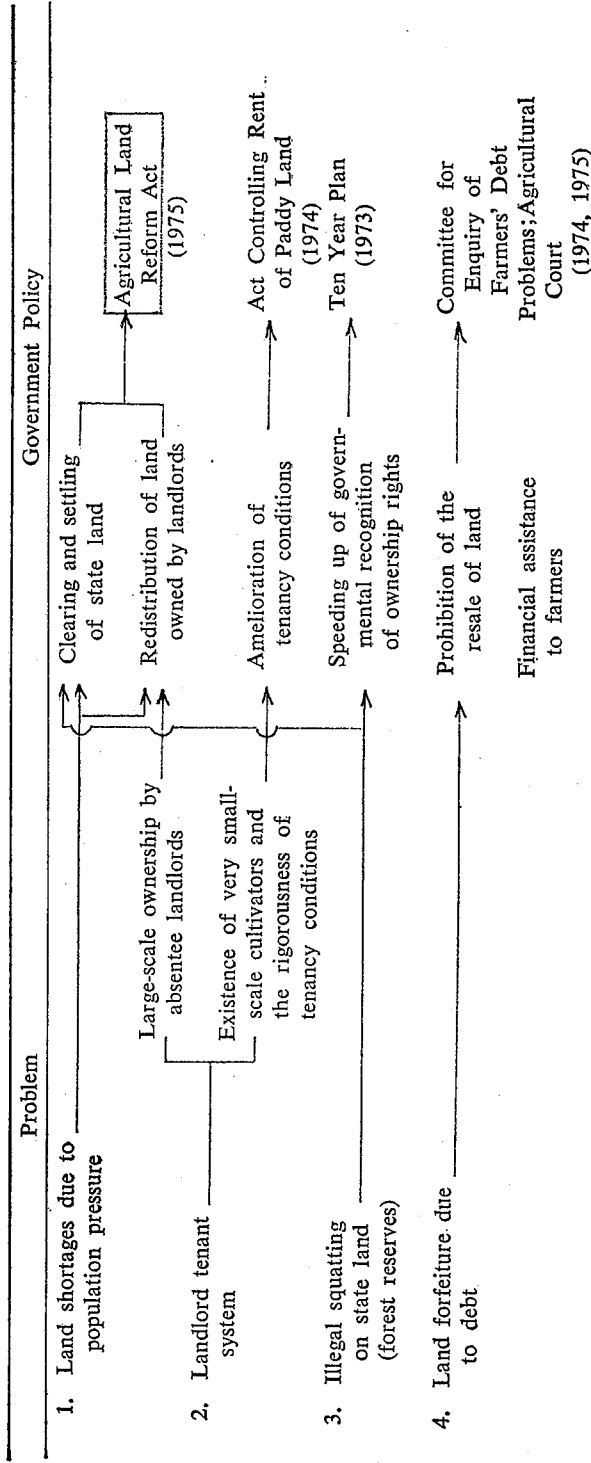 Problem
Government Policy
1. Land shortages due to
population pressure
2. Landlord tenant
system
3. Illegal squatting
on state land
(forest reserves)
4. Land forfeiture due
to debt
Large-scale ownership by
absentee landlords
Existence of very small-
scale cultivators and
the rigorousness of
tenancy conditions
Clearing and settling
of state land
Redistribution of land
owned by landlords
Amelioration of
tenancy conditions
Speeding up of govern-
mental recognition
of ownership rights
Prohibition of the
resale of land
Financial assistance
to farmers
Agricultural Land
Reform Act
(1975)
Act Controlling Rent
of Paddy Land
(1974)
Ten Year Plan
(1973)
Committee for
Enquiry of
Farmers' Debt
Problems; Agricultural
Court
(1974, 1975)